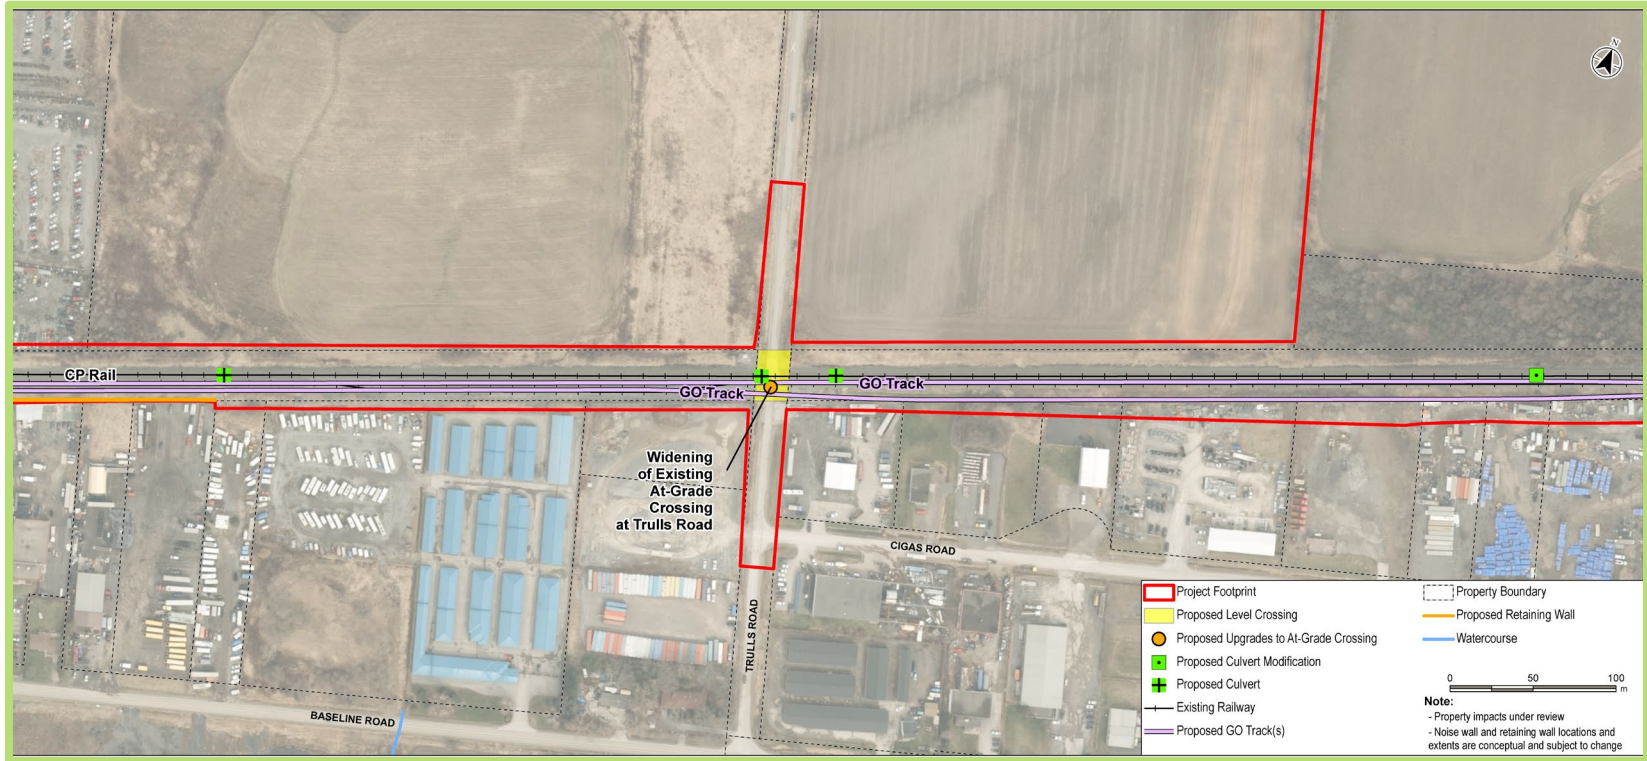 N
CP Rail
GO Track
GO Track
Widening
of Existing
At-Grade
Crossing
at Trulls Road
CIGAS ROAD
TRULLS ROAD
BASELINE ROAD
Project Footprint
Proposed Level Crossing
Proposed Upgrades to At-Grade Crossing
Proposed Culvert Modification
Proposed Culvert
Existing Railway
Proposed GO Track(s)
Property Boundary
Proposed Retaining Wall
Watercourse
0 50 100
m
Note:
- Property impacts under review
- Noise wall and retaining wall locations and
extents are conceptual and subject to change